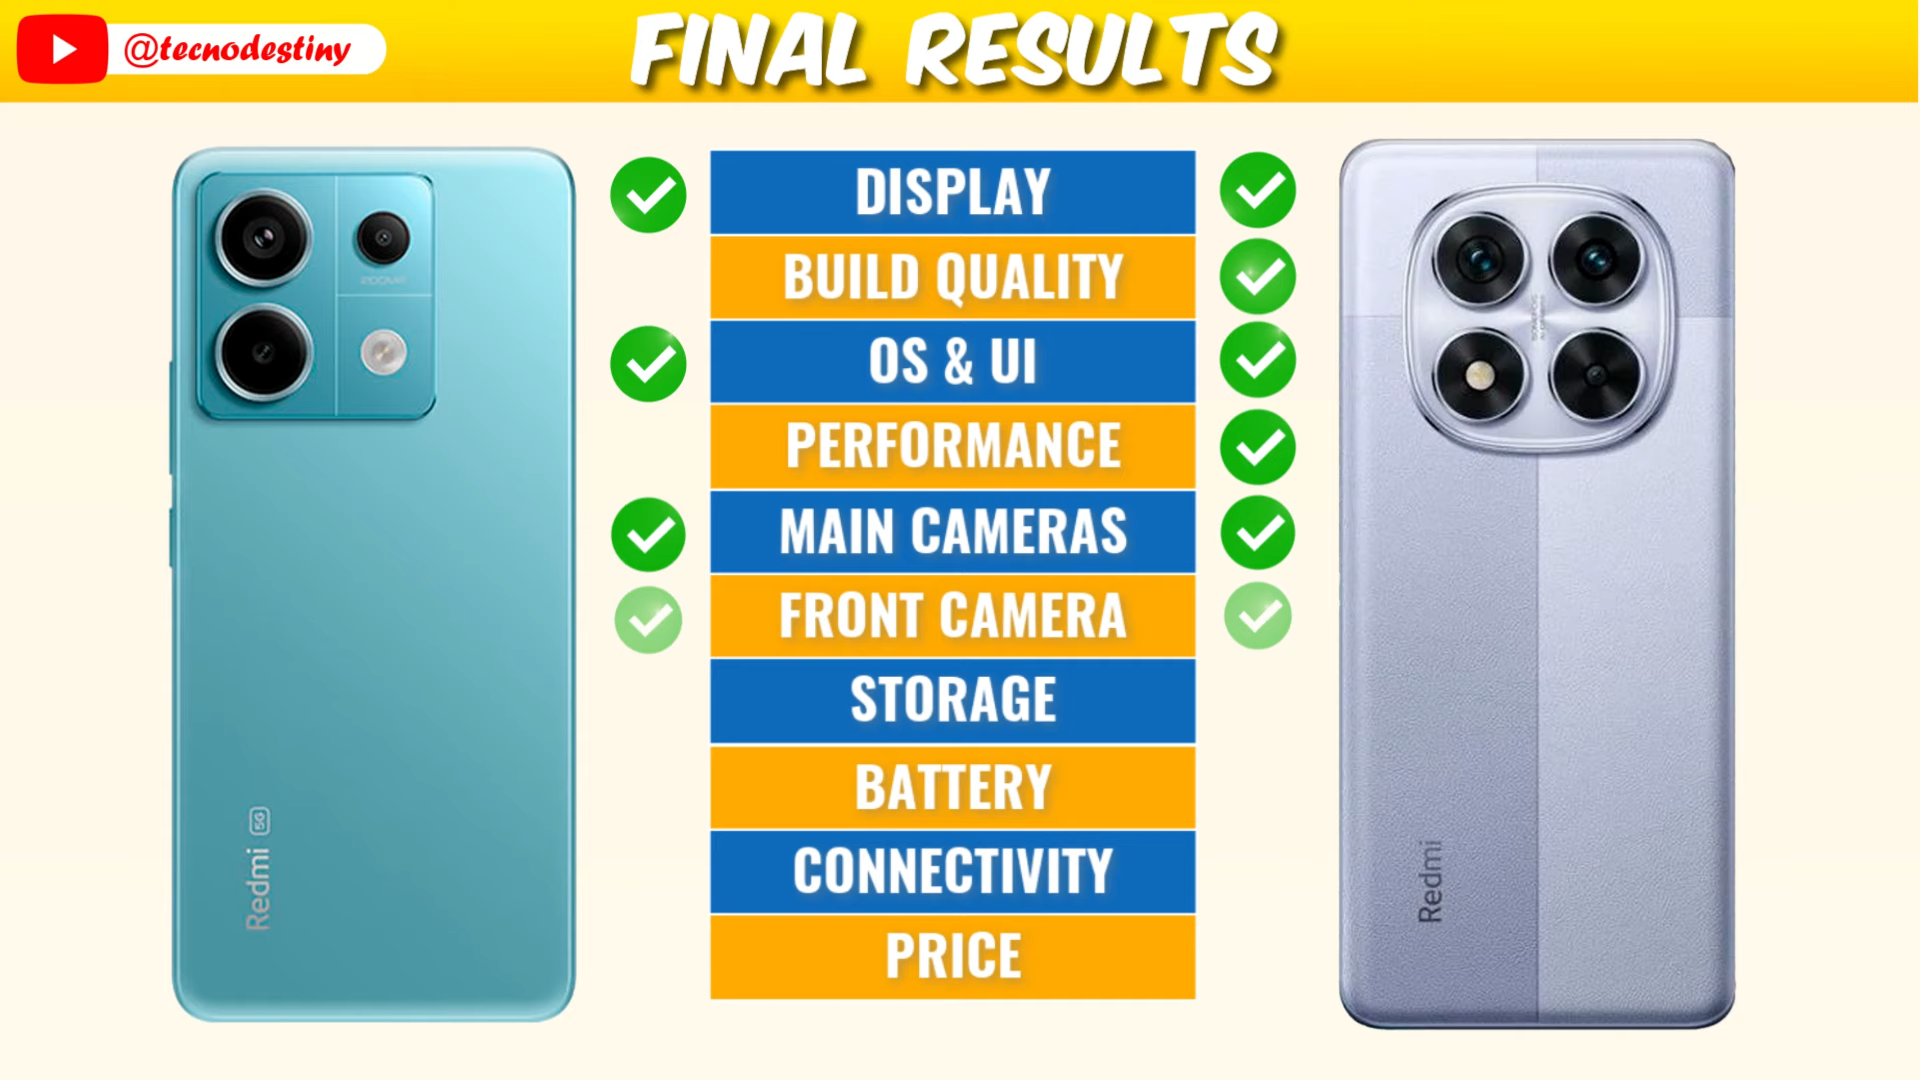 @tecnodestiny
FINAL RESULTS
DISPLAY
BUILD QUALITY
OS & UI
PERFORMANCE
MAIN CAMERAS
FRONT CAMERA
STORAGE
BATTERY
CONNECTIVITY
PRICE
200MP
Redmi 5G
Redmi